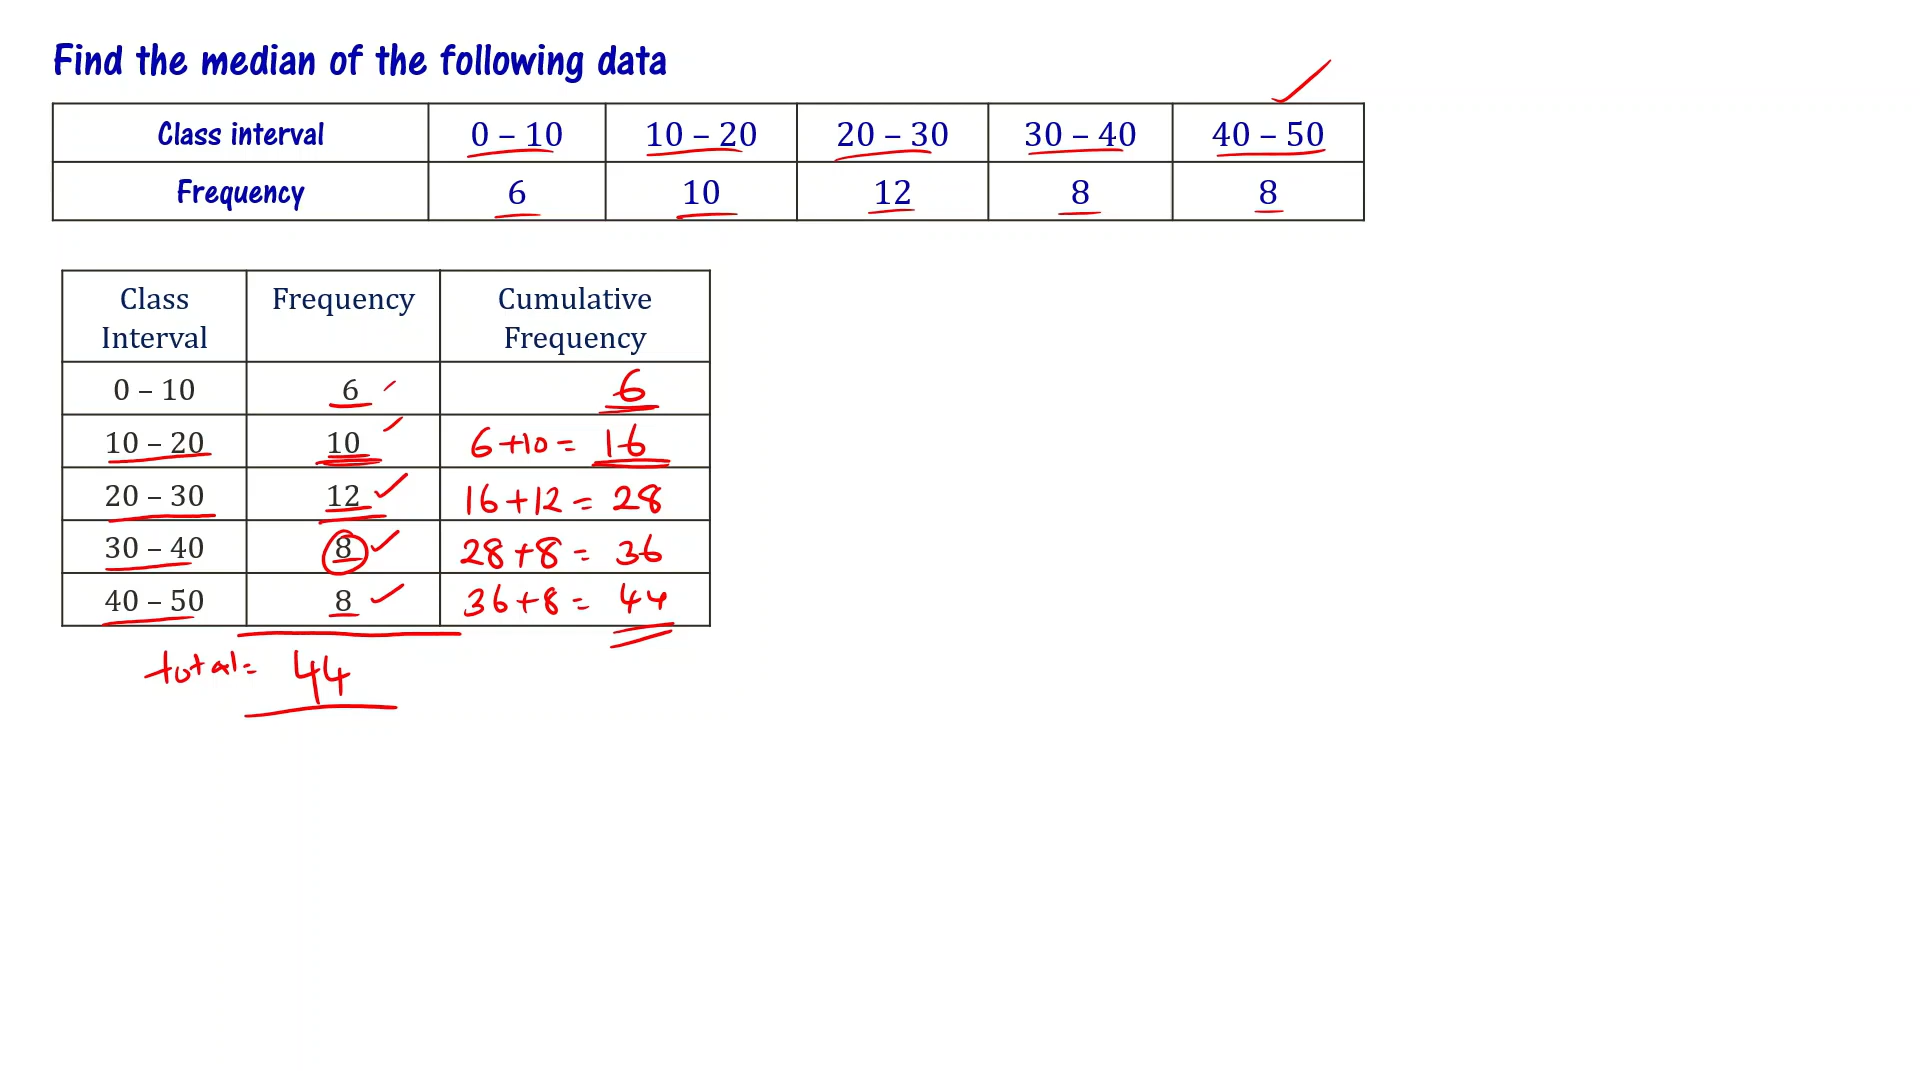 Find the median of the following data
Class interval 0 – 10 10 – 20 20 – 30 30 – 40 40 – 50
Frequency 6 10 12 8 8
Class Interval Frequency Cumulative Frequency
0 – 10 6 6
10 – 20 10 6+10= 16
20 – 30 12 16+12 = 28
30 – 40 8 28+8 = 36
40 – 50 8 36+8 = 44
total= 44